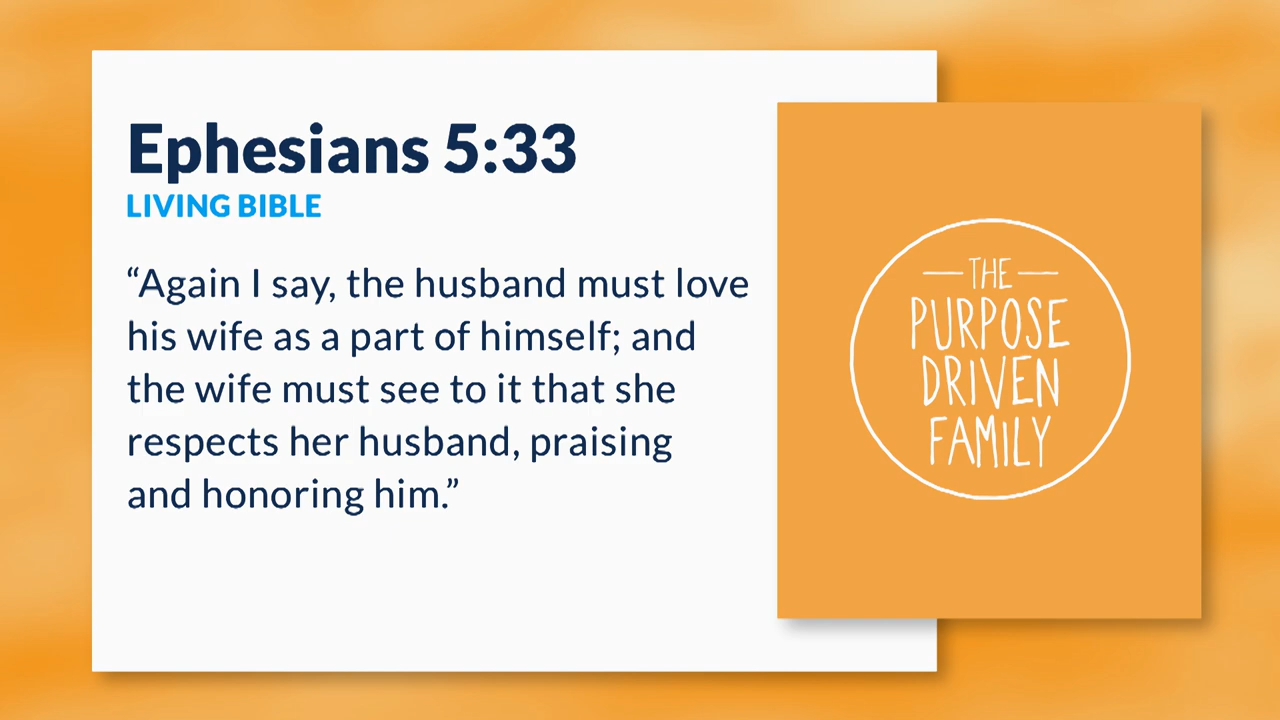 Ephesians 5:33
LIVING BIBLE
“Again I say, the husband must love
his wife as a part of himself; and
the wife must see to it that she
respects her husband, praising
and honoring him.”
THE
PURPOSE
DRIVEN
FAMILY